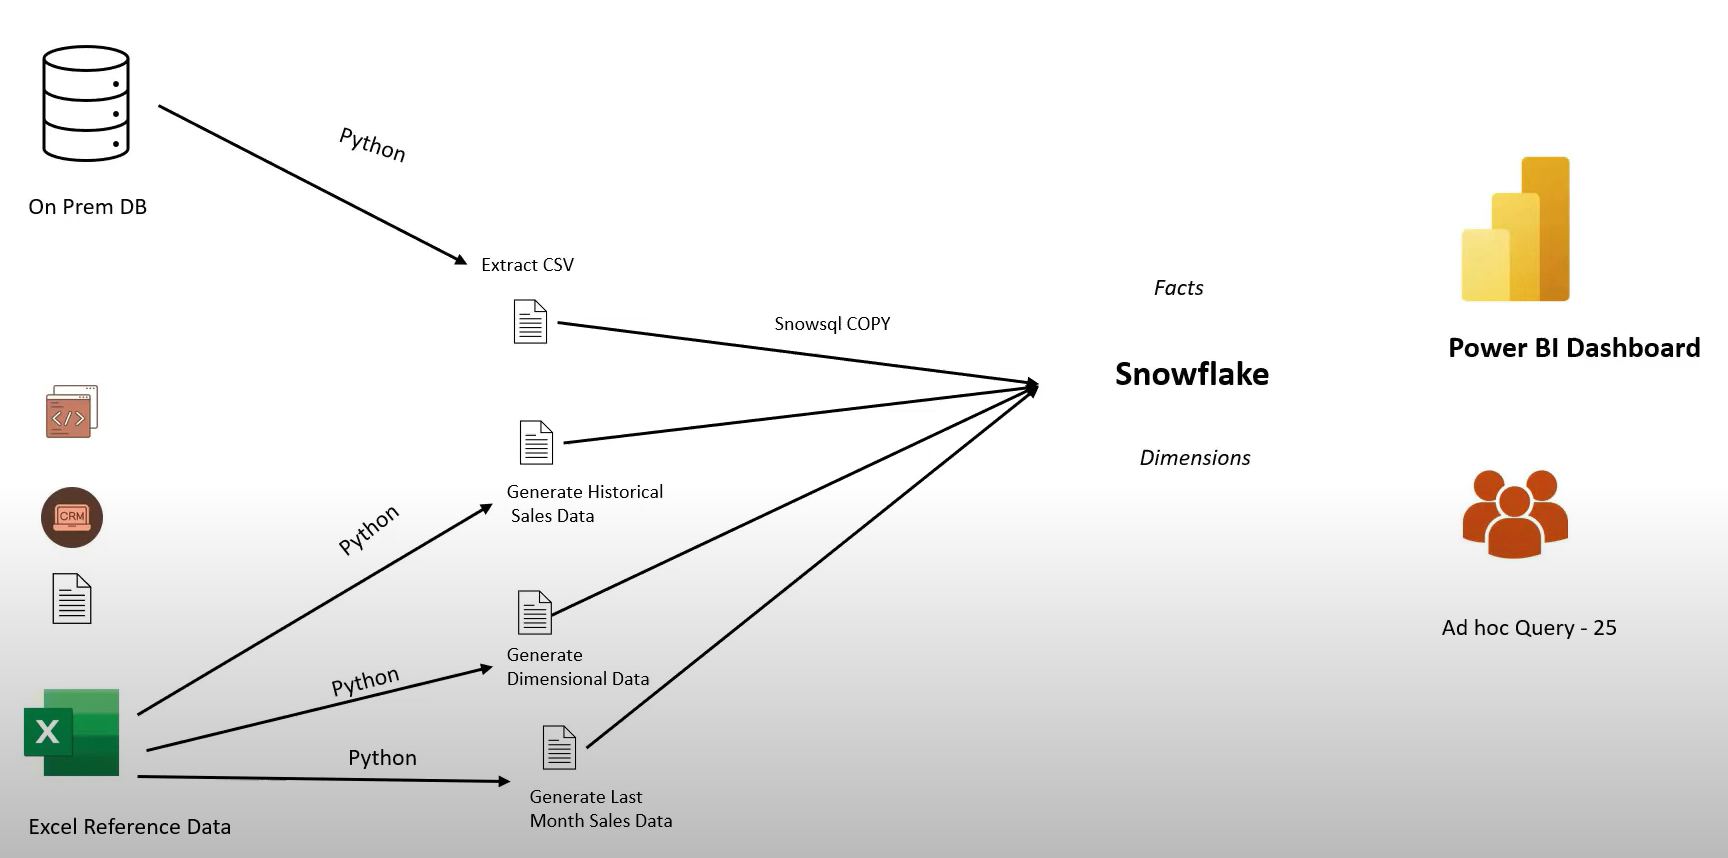 Python
On Prem DB
Extract CSV
Snowsql COPY
Facts
Snowflake
Dimensions
Power BI Dashboard
</>
CRM
Python
Generate Historical
Sales Data
Python
Generate
Dimensional Data
X
Python
Generate Last
Month Sales Data
Excel Reference Data
Ad hoc Query - 25